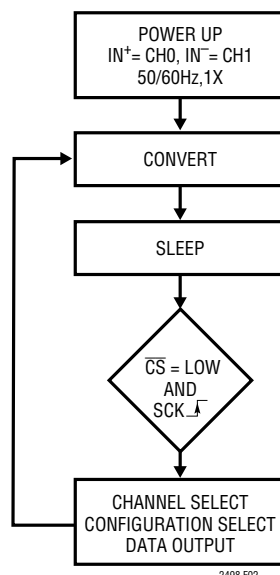 POWER UP
IN⁺= CH0, IN⁻= CH1
50/60Hz,1X
CONVERT
SLEEP
C̅S̅ = LOW
AND
SCK
CHANNEL SELECT
CONFIGURATION SELECT
DATA OUTPUT
2498 F02